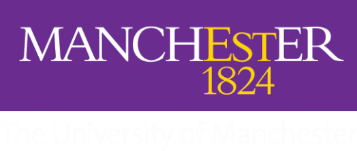 MANCHEstER
1824
The University of Manchester